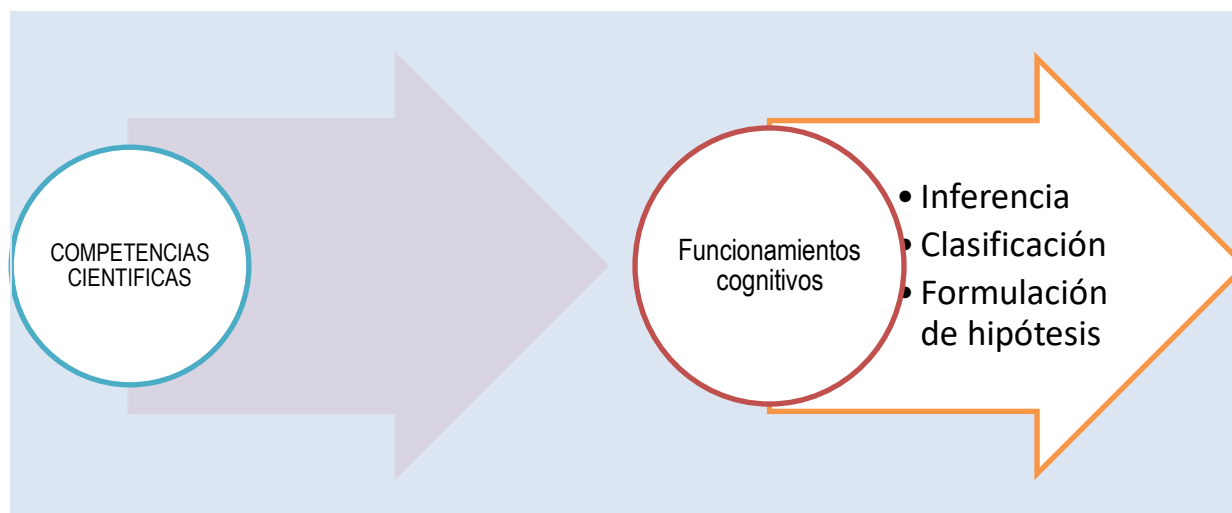 COMPETENCIAS
CIENTIFICAS
Funcionamientos
cognitivos
• Inferencia
• Clasificación
• Formulación
de hipótesis